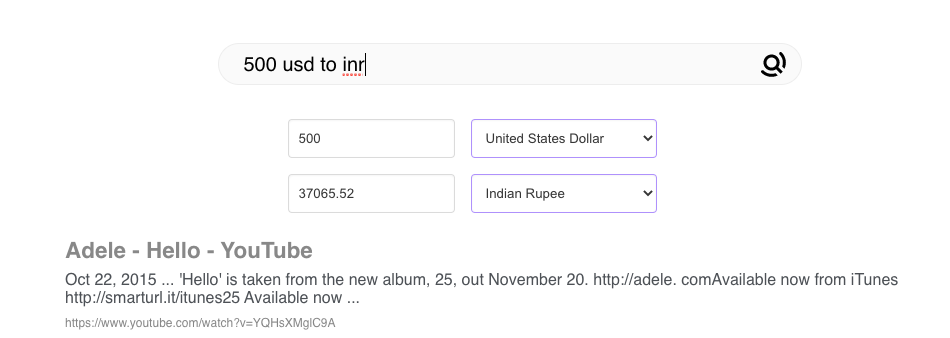 500 usd to inr
500 United States Dollar
37065.52 Indian Rupee
Adele - Hello - YouTube
Oct 22, 2015 ... 'Hello' is taken from the new album, 25, out November 20. http://adele. comAvailable now from iTunes
http://smarturl.it/itunes25 Available now ...
https://www.youtube.com/watch?v=YQHsXMglC9A